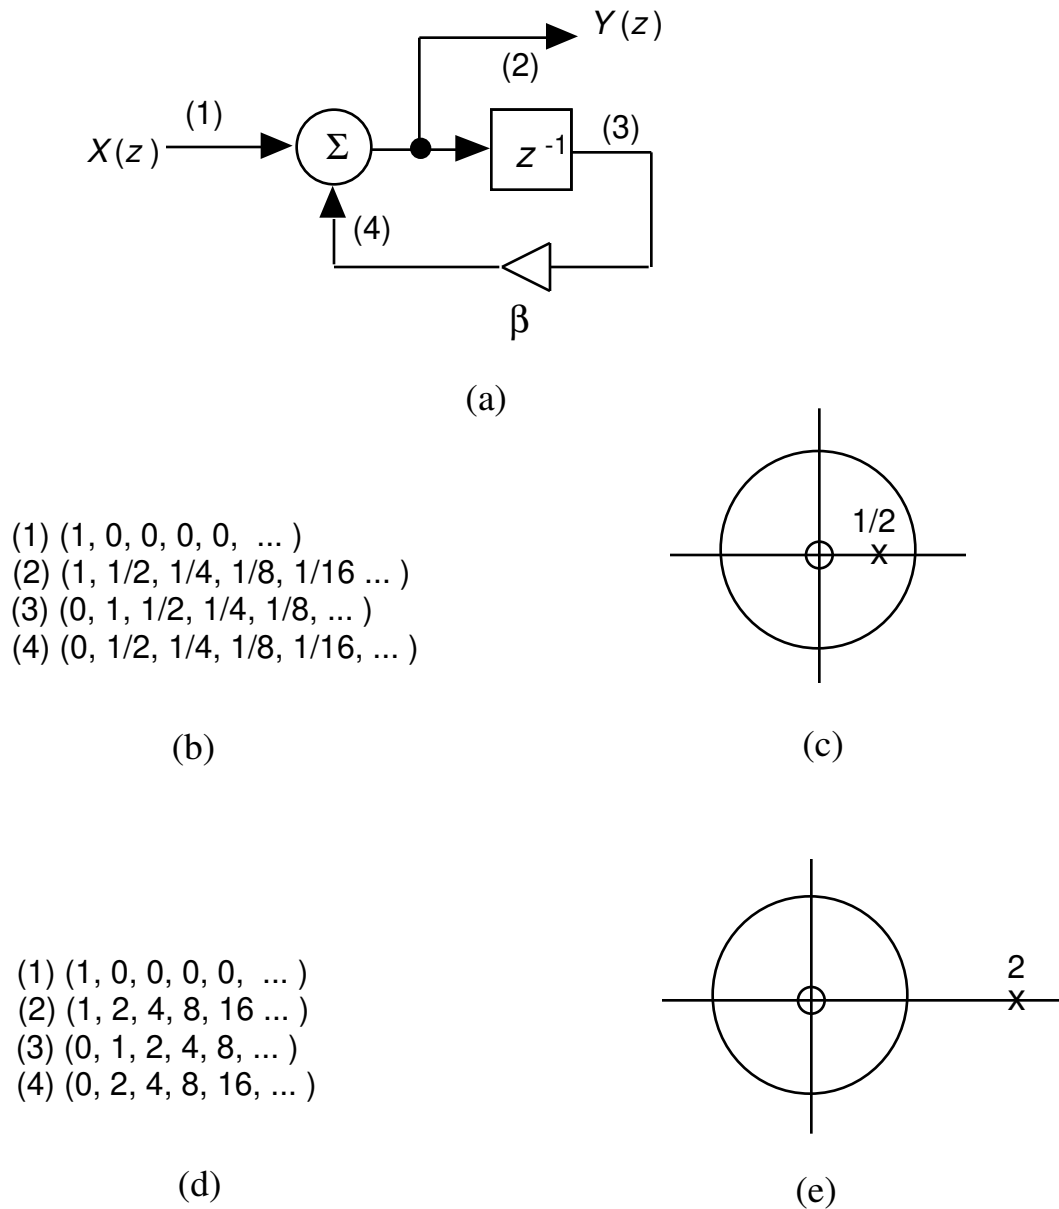 Y(z)
(2)
(1)
(3)
X(z)
Σ
z -1
(4)
β
(a)
1/2
x
(1) (1, 0, 0, 0, 0, ... )
(2) (1, 1/2, 1/4, 1/8, 1/16 ... )
(3) (0, 1, 1/2, 1/4, 1/8, ... )
(4) (0, 1/2, 1/4, 1/8, 1/16, ... )
(b)
(c)
2
x
(1) (1, 0, 0, 0, 0, ... )
(2) (1, 2, 4, 8, 16 ... )
(3) (0, 1, 2, 4, 8, ... )
(4) (0, 2, 4, 8, 16, ... )
(d)
(e)